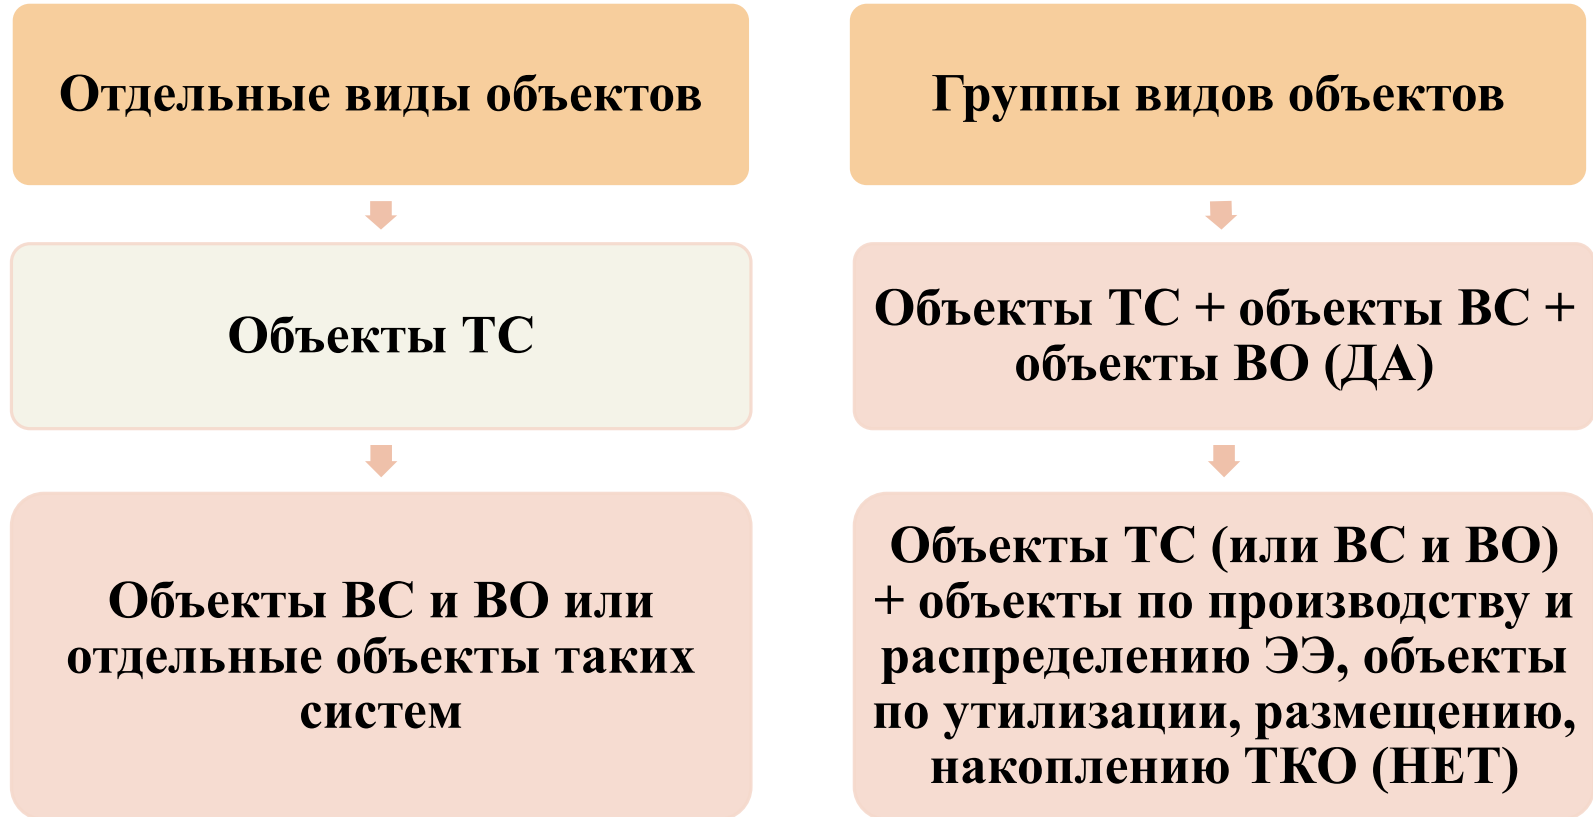 Отдельные виды объектов
Объекты ТС
Объекты ВС и ВО или
отдельные объекты таких
систем
Группы видов объектов
Объекты ТС + объекты ВС +
объекты ВО (ДА)
Объекты ТС (или ВС и ВО)
+ объекты по производству и
распределению ЭЭ, объекты
по утилизации, размещению,
накоплению ТКО (НЕТ)